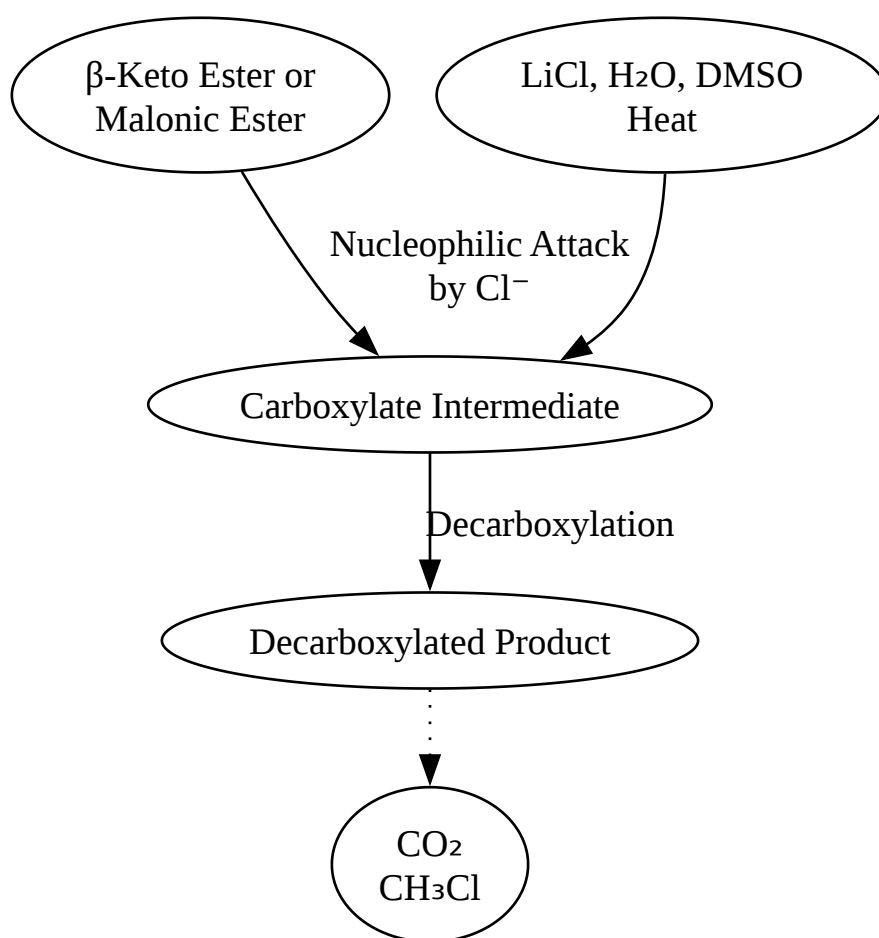 β-Keto Ester or
Malonic Ester
LiCl, H₂O, DMSO
Heat
Nucleophilic Attack
by Cl⁻
Carboxylate Intermediate
Decarboxylation
Decarboxylated Product
CO₂
CH₃Cl